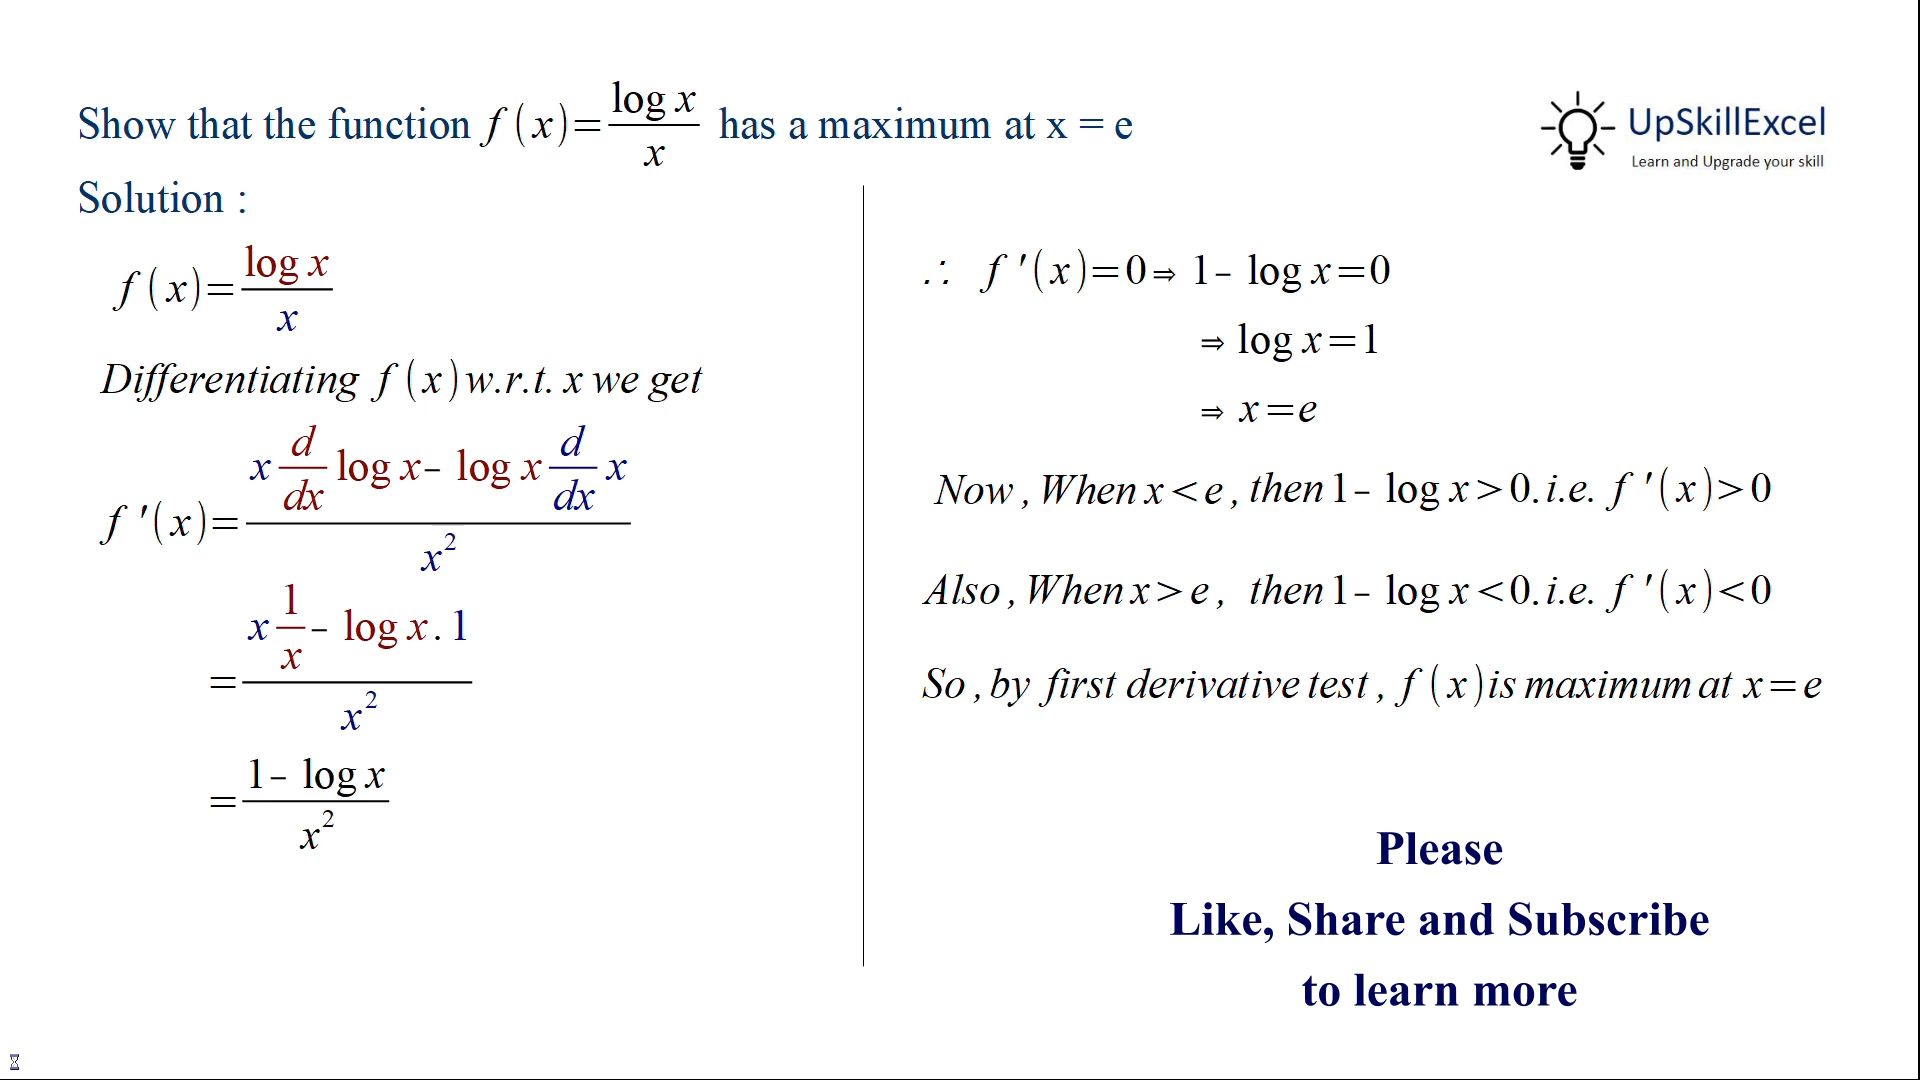 Show that the function f(x)=log x/x has a maximum at x = e
UpSkillExcel
Learn and Upgrade your skill
Solution :
f(x)=log x/x
Differentiating f(x) w.r.t. x we get
f'(x)=(x d/dx log x– log x d/dx x)/x²
=(x 1/x – log x . 1)/x²
=(1– log x)/x²
∴ f'(x)=0⇒ 1– log x=0
⇒ log x=1
⇒ x=e
Now , When x<e , then 1– log x>0. i.e. f'(x)>0
Also , When x>e , then 1– log x<0. i.e. f'(x)<0
So , by first derivative test , f(x) is maximum at x=e
Please
Like, Share and Subscribe
to learn more